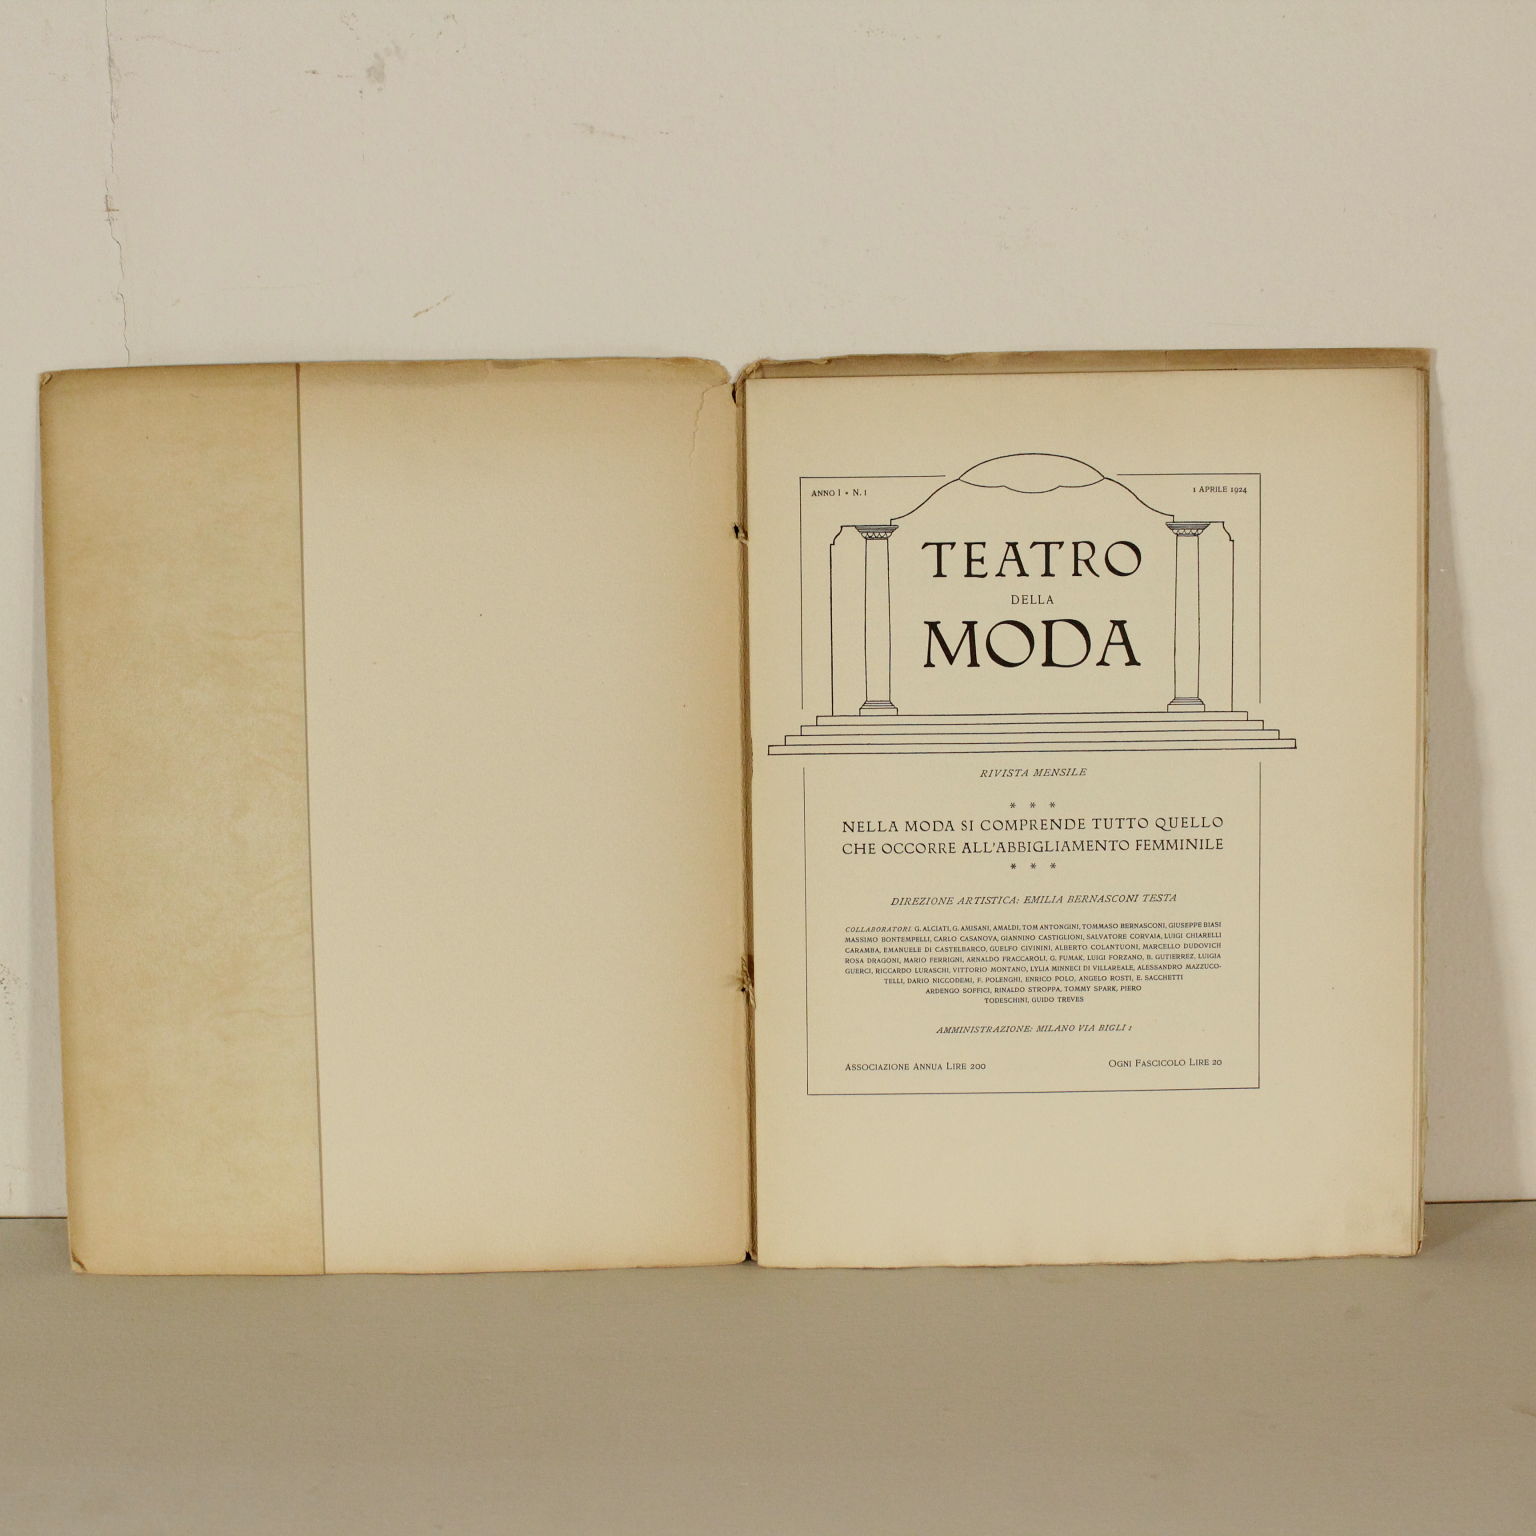 ANNO I • N. 1
1 APRILE 1924
TEATRO
DELLA
MODA
RIVISTA MENSILE
* * *
NELLA MODA SI COMPRENDE TUTTO QUELLO
CHE OCCORRE ALL'ABBIGLIAMENTO FEMMINILE
* * *
DIREZIONE ARTISTICA: EMILIA BERNASCONI TESTA
COLLABORATORI: G. ALCIATI, G. AMISANI, AMALDI, TOM ANTONGINI, TOMMASO BERNASCONI, GIUSEPPE BIASI
MASSIMO BONTEMPELLI, CARLO CASANOVA, GIANNINO CASTIGLIONI, SALVATORE CORVAIA, LUIGI CHIARELLI
CARAMBA, EMANUELE DI CASTELBARCO, GUELFO CIVININI, ALBERTO COLANTUONI, MARCELLO DUDOVICH
ROSA DRAGONI, MARIO FERRIGNI, ARNALDO FRACCAROLI, G. FUMAK, LUIGI FORZANO, B. GUTIERREZ, LUIGIA
GUERCI, RICCARDO LURASCHI, VITTORIO MONTANO, LYLIA MINNECI DI VILLAREALE, ALESSANDRO MAZZUCO-
TELLI, DARIO NICCODEMI, F. POLENGHI, ENRICO POLO, ANGELO ROSTI, E. SACCHETTI
ARDENGO SOFFICI, RINALDO STROPPA, TOMMY SPARK, PIERO
TODESCHINI, GUIDO TREVES
AMMINISTRAZIONE: MILANO VIA BIGLI 1
ASSOCIAZIONE ANNUA LIRE 200
OGNI FASCICOLO LIRE 20